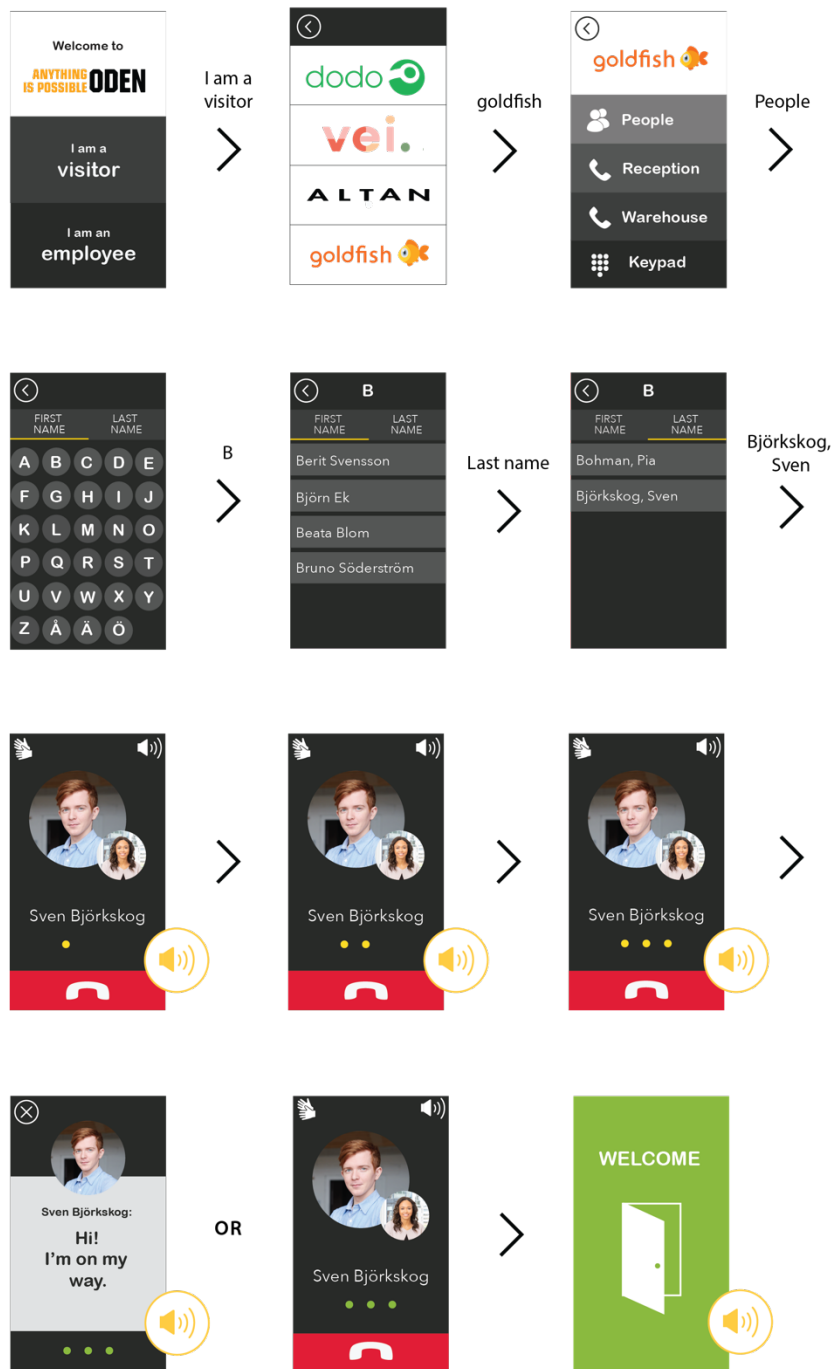 Welcome to
ANYTHING
IS POSSIBLE ODEN
I am a
visitor
I am an
employee
I am a
visitor
dodo
vei.
ALTAN
goldfish
goldfish
goldfish
People
Reception
Warehouse
Keypad
People
FIRST
NAME
LAST
NAME
A B C D E
F G H I J
K L M N O
P Q R S T
U V W X Y
Z Å Ä Ö
B
B
FIRST
NAME
LAST
NAME
Berit Svensson
Björn Ek
Beata Blom
Bruno Söderström
Last name
B
FIRST
NAME
LAST
NAME
Bohman, Pia
Björkskog, Sven
Björkskog,
Sven
Sven Björkskog
Sven Björkskog
Sven Björkskog
Sven Björkskog:
Hi!
I'm on my
way.
OR
Sven Björkskog
WELCOME